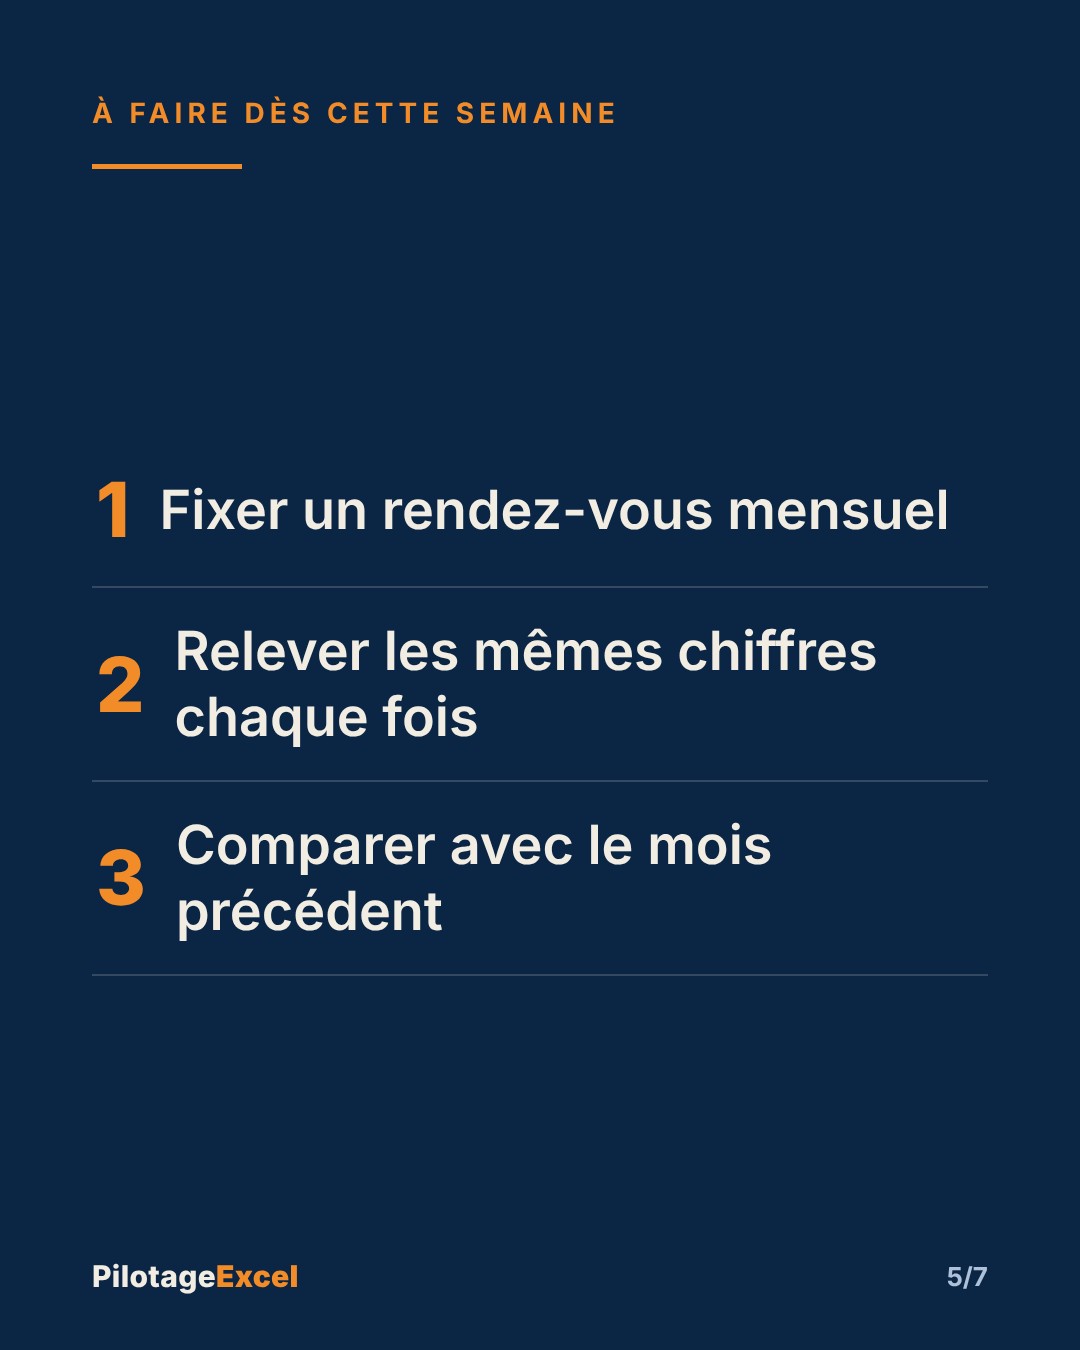 À FAIRE DÈS CETTE SEMAINE
1 Fixer un rendez-vous mensuel
2 Relever les mêmes chiffres
chaque fois
3 Comparer avec le mois
précédent
PilotageExcel
5/7